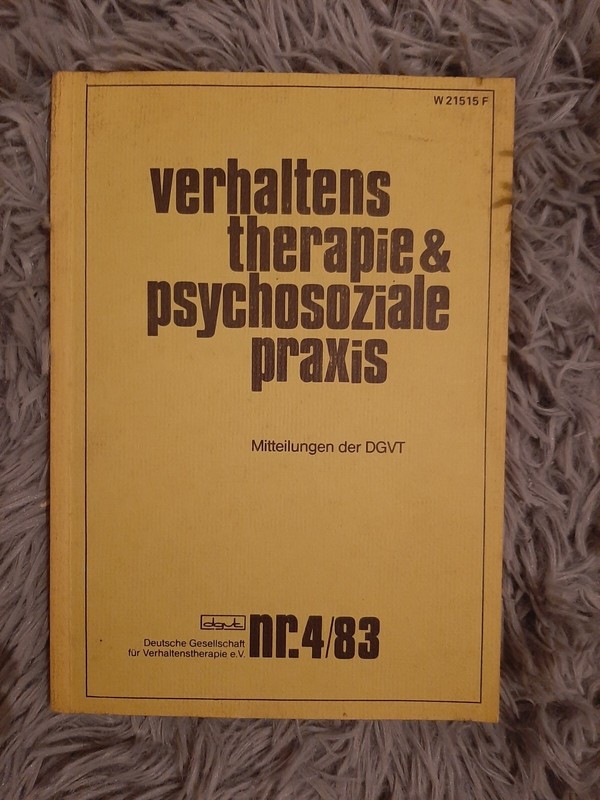 W 21515 F
verhaltens
therapie &
psychosoziale
praxis
Mitteilungen der DGVT
dgvt
Deutsche Gesellschaft
für Verhaltenstherapie e.V.
nr. 4/83